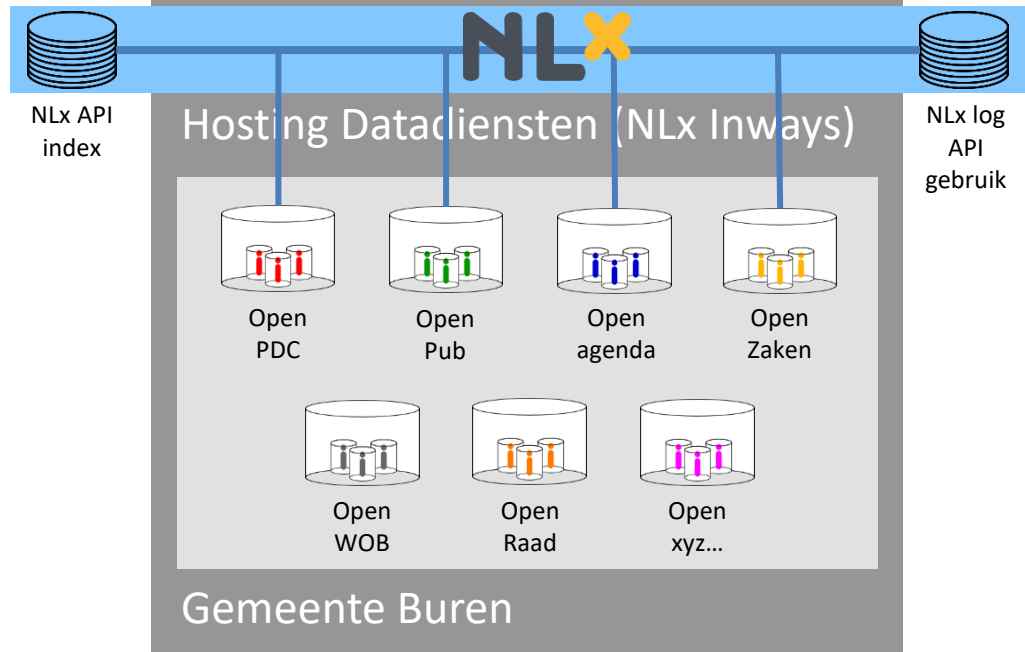 NLx
NLx API
index
NLx log
API
gebruik
Hosting Datadiensten (NLx Inways)
Open
PDC
Open
Pub
Open
agenda
Open
Zaken
Open
WOB
Open
Raad
Open
xyz...
Gemeente Buren